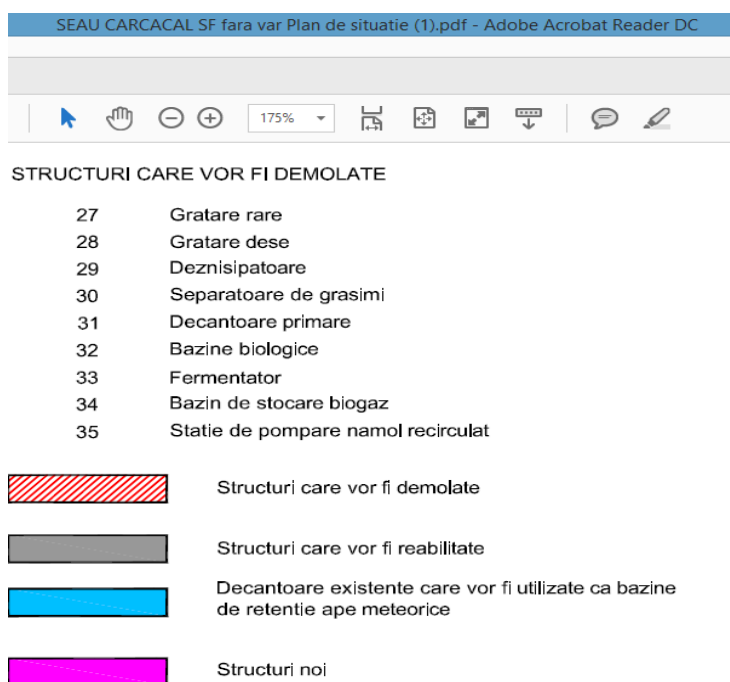 SEAU CARCACAL SF fara var Plan de situatie (1).pdf - Adobe Acrobat Reader DC
175%
STRUCTURI CARE VOR FI DEMOLATE
27 Gratare rare
28 Gratare dese
29 Deznisipatoare
30 Separatoare de grasimi
31 Decantoare primare
32 Bazine biologice
33 Fermentator
34 Bazin de stocare biogaz
35 Statie de pompare namol recirculat
Structuri care vor fi demolate
Structuri care vor fi reabilitate
Decantoare existente care vor fi utilizate ca bazine
de retentie ape meteorice
Structuri noi